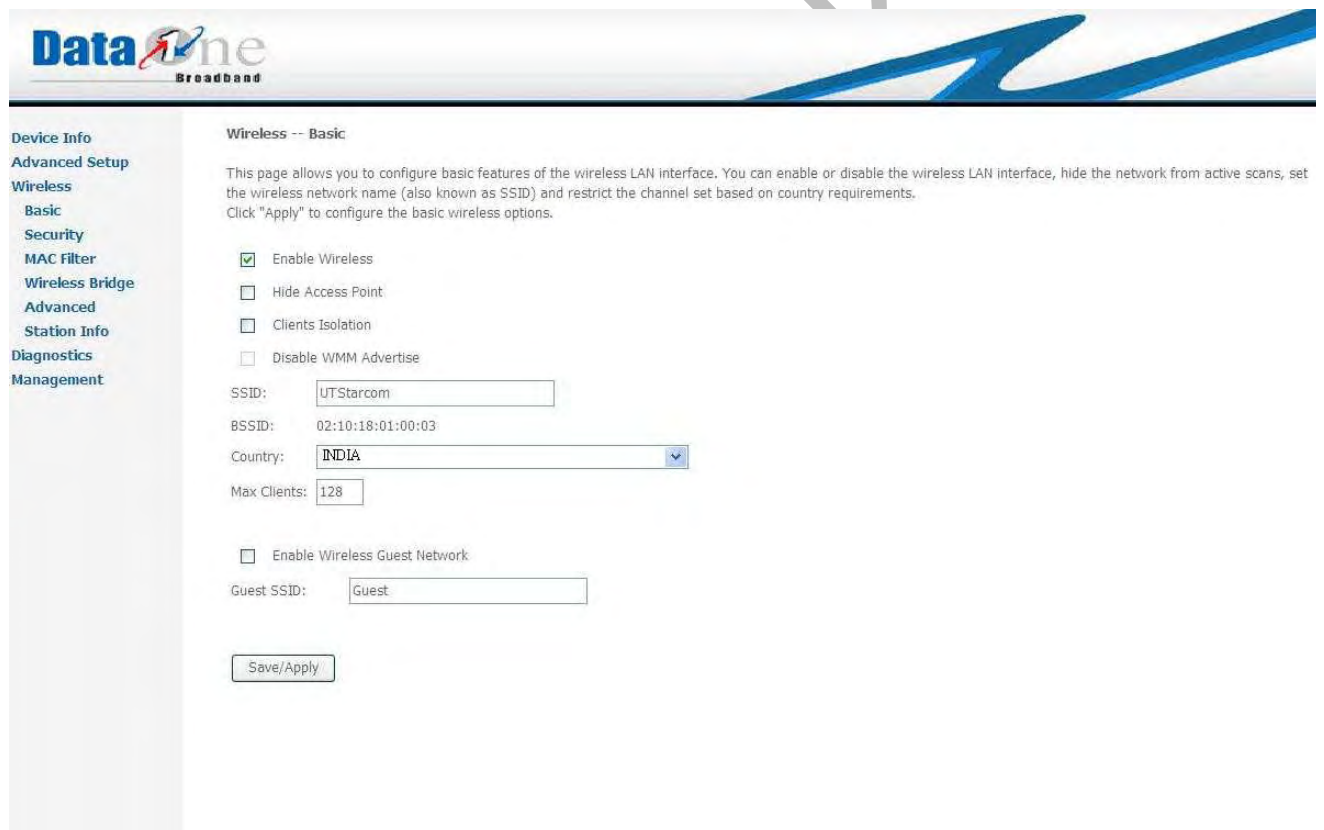 Data One
Broadband
Device Info
Advanced Setup
Wireless
Basic
Security
MAC Filter
Wireless Bridge
Advanced
Station Info
Diagnostics
Management
Wireless -- Basic
This page allows you to configure basic features of the wireless LAN interface. You can enable or disable the wireless LAN interface, hide the network from active scans, set
the wireless network name (also known as SSID) and restrict the channel set based on country requirements.
Click "Apply" to configure the basic wireless options.
Enable Wireless
Hide Access Point
Clients Isolation
Disable WMM Advertise
SSID: UTStarcom
BSSID: 02:10:18:01:00:03
Country: INDIA
Max Clients: 128
Enable Wireless Guest Network
Guest SSID: Guest
Save/Apply